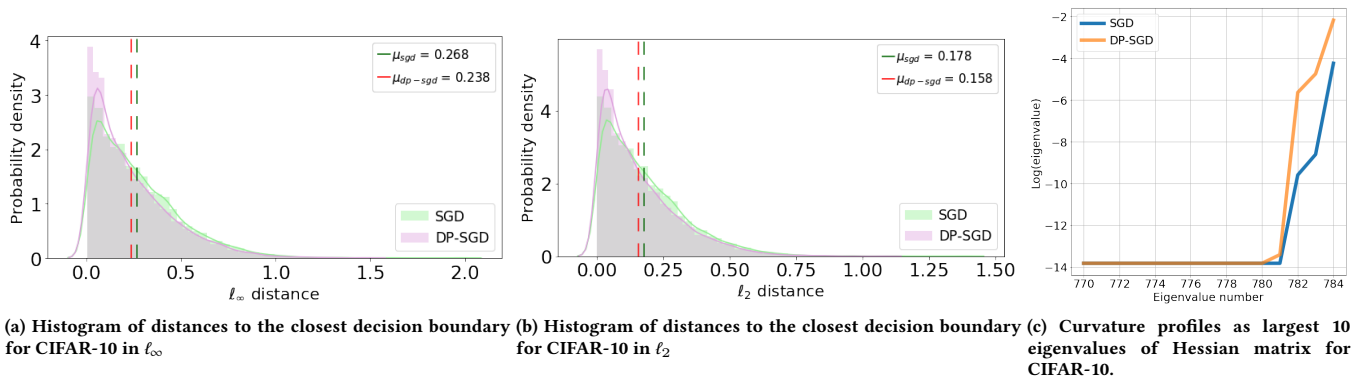 4
3
2
1
0
Probability density
0.0 0.5 1.0 1.5 2.0
ℓ∞ distance
μsgd = 0.268
μdp−sgd = 0.238
SGD
DP-SGD
4
2
0
Probability density
0.00 0.25 0.50 0.75 1.00 1.25 1.50
ℓ2 distance
μsgd = 0.178
μdp−sgd = 0.158
SGD
DP-SGD
−2
−4
−6
−8
−10
−12
−14
Log(eigenvalue)
770 772 774 776 778 780 782 784
Eigenvalue number
SGD
DP-SGD
(a) Histogram of distances to the closest decision boundary
for CIFAR-10 in ℓ∞
(b) Histogram of distances to the closest decision boundary
for CIFAR-10 in ℓ2
(c) Curvature profiles as largest 10
eigenvalues of Hessian matrix for
CIFAR-10.